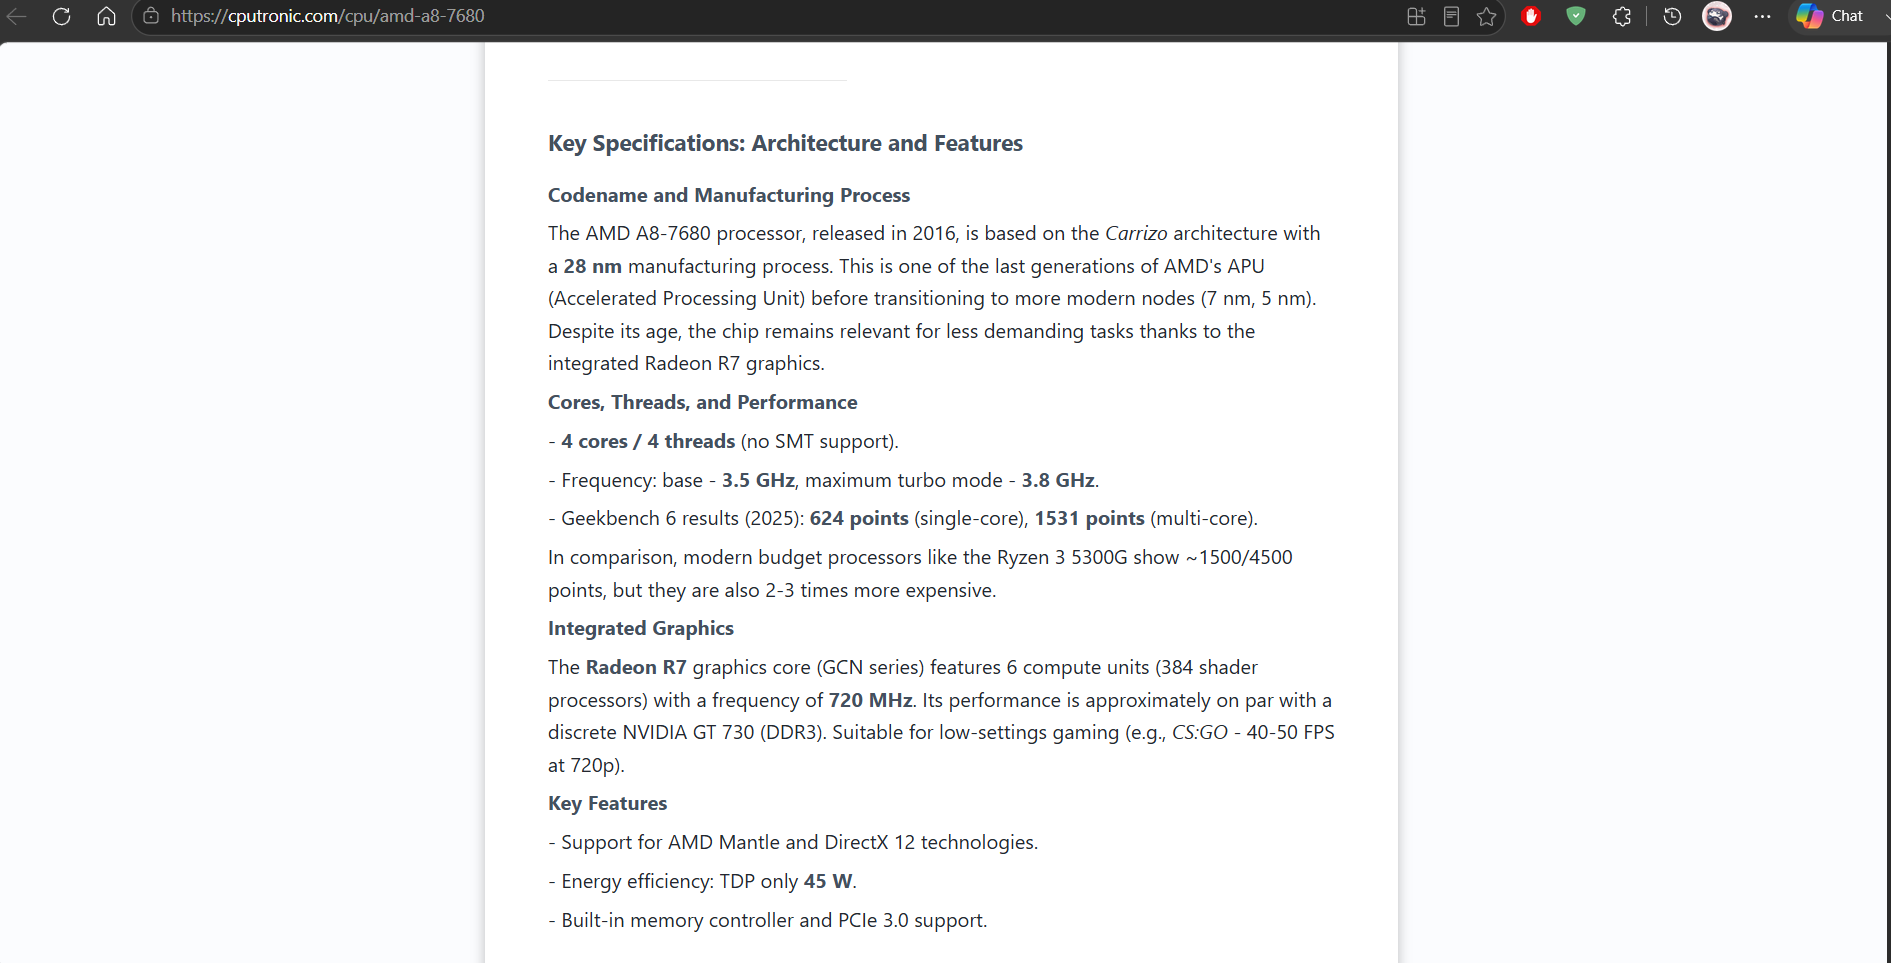 https://cputronic.com/cpu/amd-a8-7680
Chat
Key Specifications: Architecture and Features
Codename and Manufacturing Process
The AMD A8-7680 processor, released in 2016, is based on the Carrizo architecture with
a 28 nm manufacturing process. This is one of the last generations of AMD's APU
(Accelerated Processing Unit) before transitioning to more modern nodes (7 nm, 5 nm).
Despite its age, the chip remains relevant for less demanding tasks thanks to the
integrated Radeon R7 graphics.
Cores, Threads, and Performance
- 4 cores / 4 threads (no SMT support).
- Frequency: base - 3.5 GHz, maximum turbo mode - 3.8 GHz.
- Geekbench 6 results (2025): 624 points (single-core), 1531 points (multi-core).
In comparison, modern budget processors like the Ryzen 3 5300G show ~1500/4500
points, but they are also 2-3 times more expensive.
Integrated Graphics
The Radeon R7 graphics core (GCN series) features 6 compute units (384 shader
processors) with a frequency of 720 MHz. Its performance is approximately on par with a
discrete NVIDIA GT 730 (DDR3). Suitable for low-settings gaming (e.g., CS:GO - 40-50 FPS
at 720p).
Key Features
- Support for AMD Mantle and DirectX 12 technologies.
- Energy efficiency: TDP only 45 W.
- Built-in memory controller and PCIe 3.0 support.